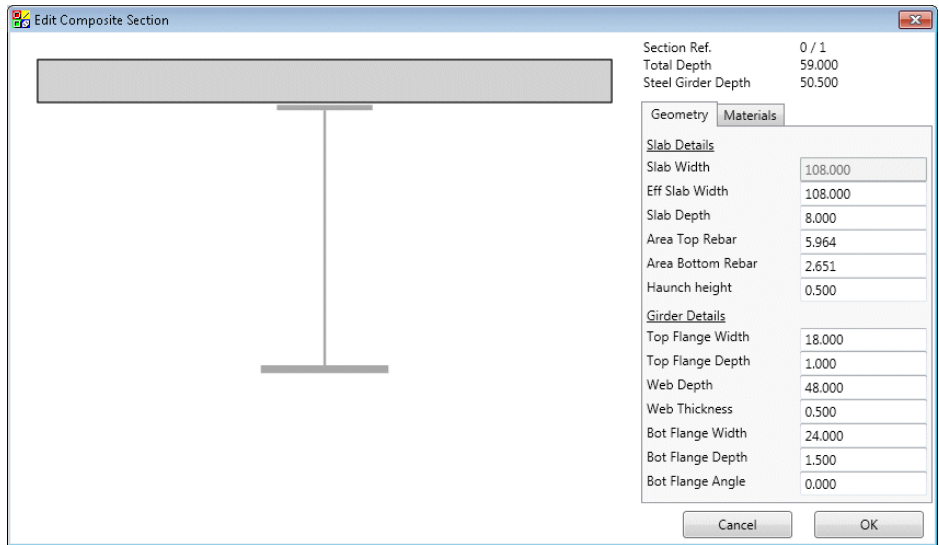 Edit Composite Section
Section Ref. 0 / 1
Total Depth 59.000
Steel Girder Depth 50.500
Geometry Materials
Slab Details
Slab Width 108.000
Eff Slab Width 108.000
Slab Depth 8.000
Area Top Rebar 5.964
Area Bottom Rebar 2.651
Haunch height 0.500
Girder Details
Top Flange Width 18.000
Top Flange Depth 1.000
Web Depth 48.000
Web Thickness 0.500
Bot Flange Width 24.000
Bot Flange Depth 1.500
Bot Flange Angle 0.000
Cancel OK